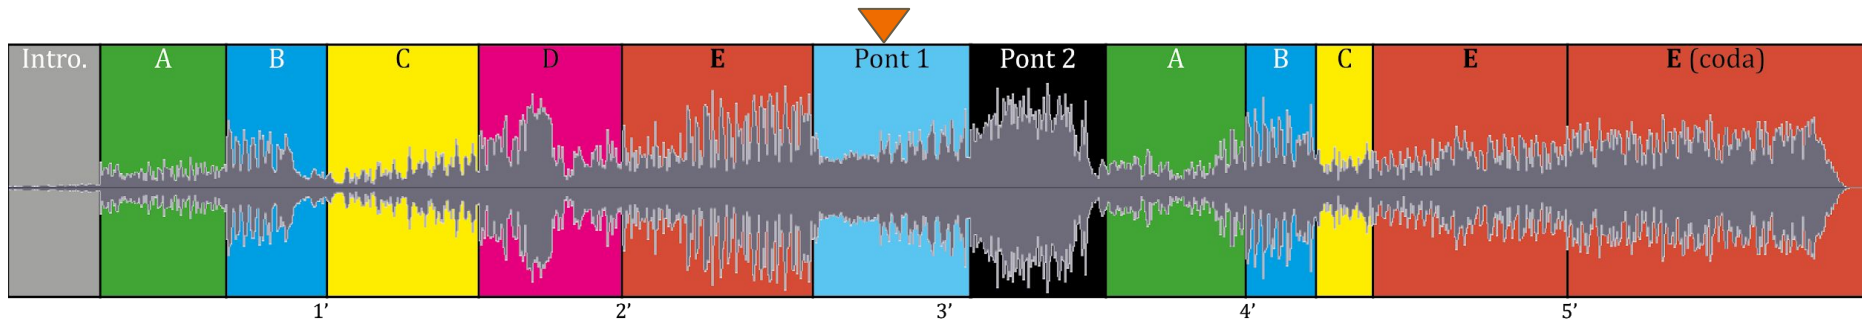 Intro. A B C D E Pont 1 Pont 2 A B C E E (coda)
1’ 2’ 3’ 4’ 5’